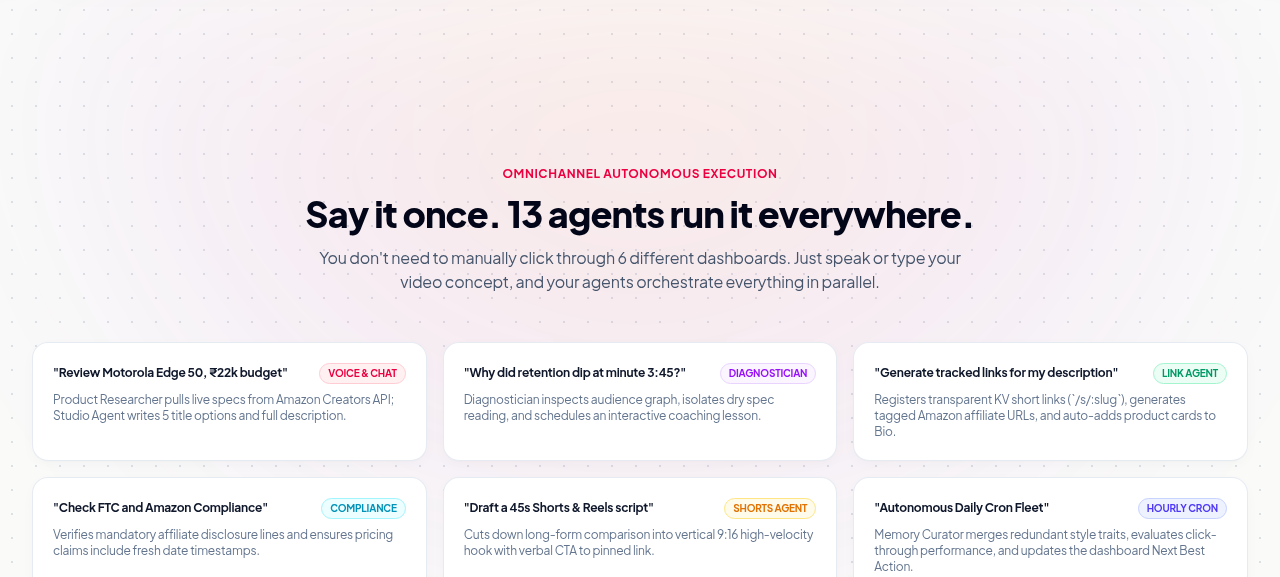 OMNICHANNEL AUTONOMOUS EXECUTION
Say it once. 13 agents run it everywhere.
You don't need to manually click through 6 different dashboards. Just speak or type your
video concept, and your agents orchestrate everything in parallel.
"Review Motorola Edge 50, ₹22k budget"
VOICE & CHAT
Product Researcher pulls live specs from Amazon Creators API;
Studio Agent writes 5 title options and full description.
"Why did retention dip at minute 3:45?"
DIAGNOSTICIAN
Diagnostician inspects audience graph, isolates dry spec
reading, and schedules an interactive coaching lesson.
"Generate tracked links for my description"
LINK AGENT
Registers transparent KV short links (`/s/:slug`), generates
tagged Amazon affiliate URLs, and auto-adds product cards to
Bio.
"Check FTC and Amazon Compliance"
COMPLIANCE
Verifies mandatory affiliate disclosure lines and ensures pricing
claims include fresh date timestamps.
"Draft a 45s Shorts & Reels script"
SHORTS AGENT
Cuts down long-form comparison into vertical 9:16 high-velocity
hook with verbal CTA to pinned link.
"Autonomous Daily Cron Fleet"
HOURLY CRON
Memory Curator merges redundant style traits, evaluates click-
through performance, and updates the dashboard Next Best
Action.